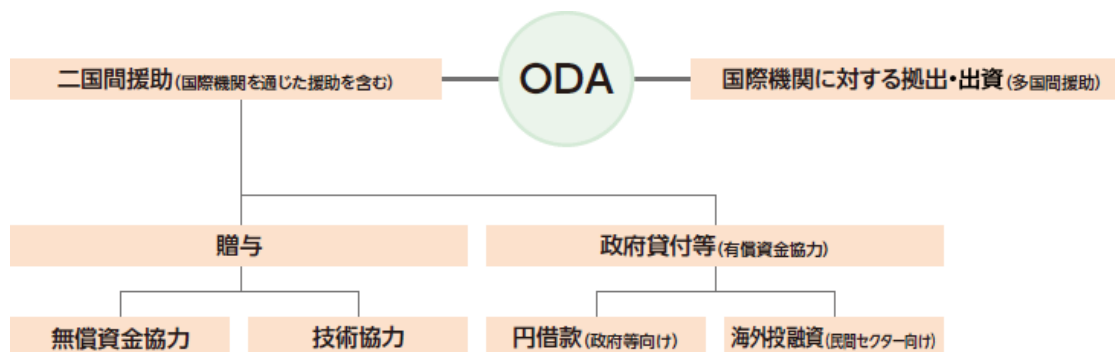 二国間援助(国際機関を通じた援助を含む)
ODA
国際機関に対する拠出・出資(多国間援助)
贈与
政府貸付等(有償資金協力)
無償資金協力
技術協力
円借款(政府等向け)
海外投融資(民間セクター向け)